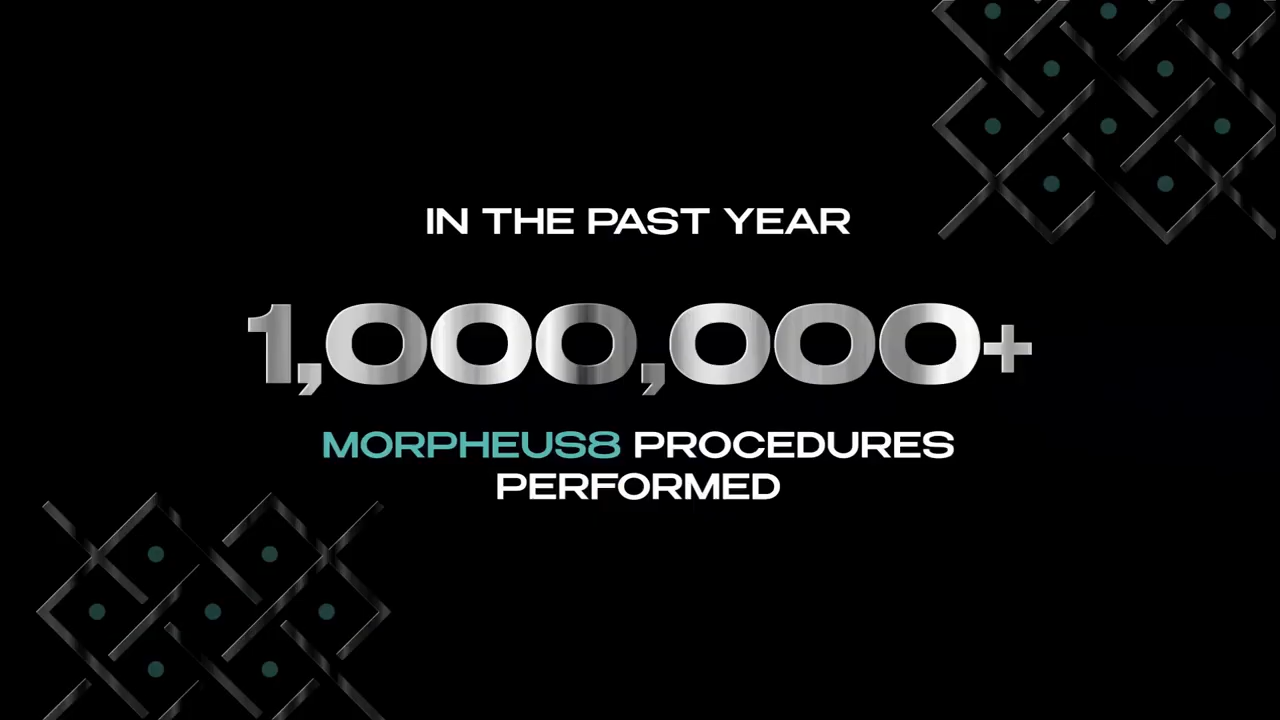 IN THE PAST YEAR
1,000,000+
MORPHEUS8 PROCEDURES
PERFORMED